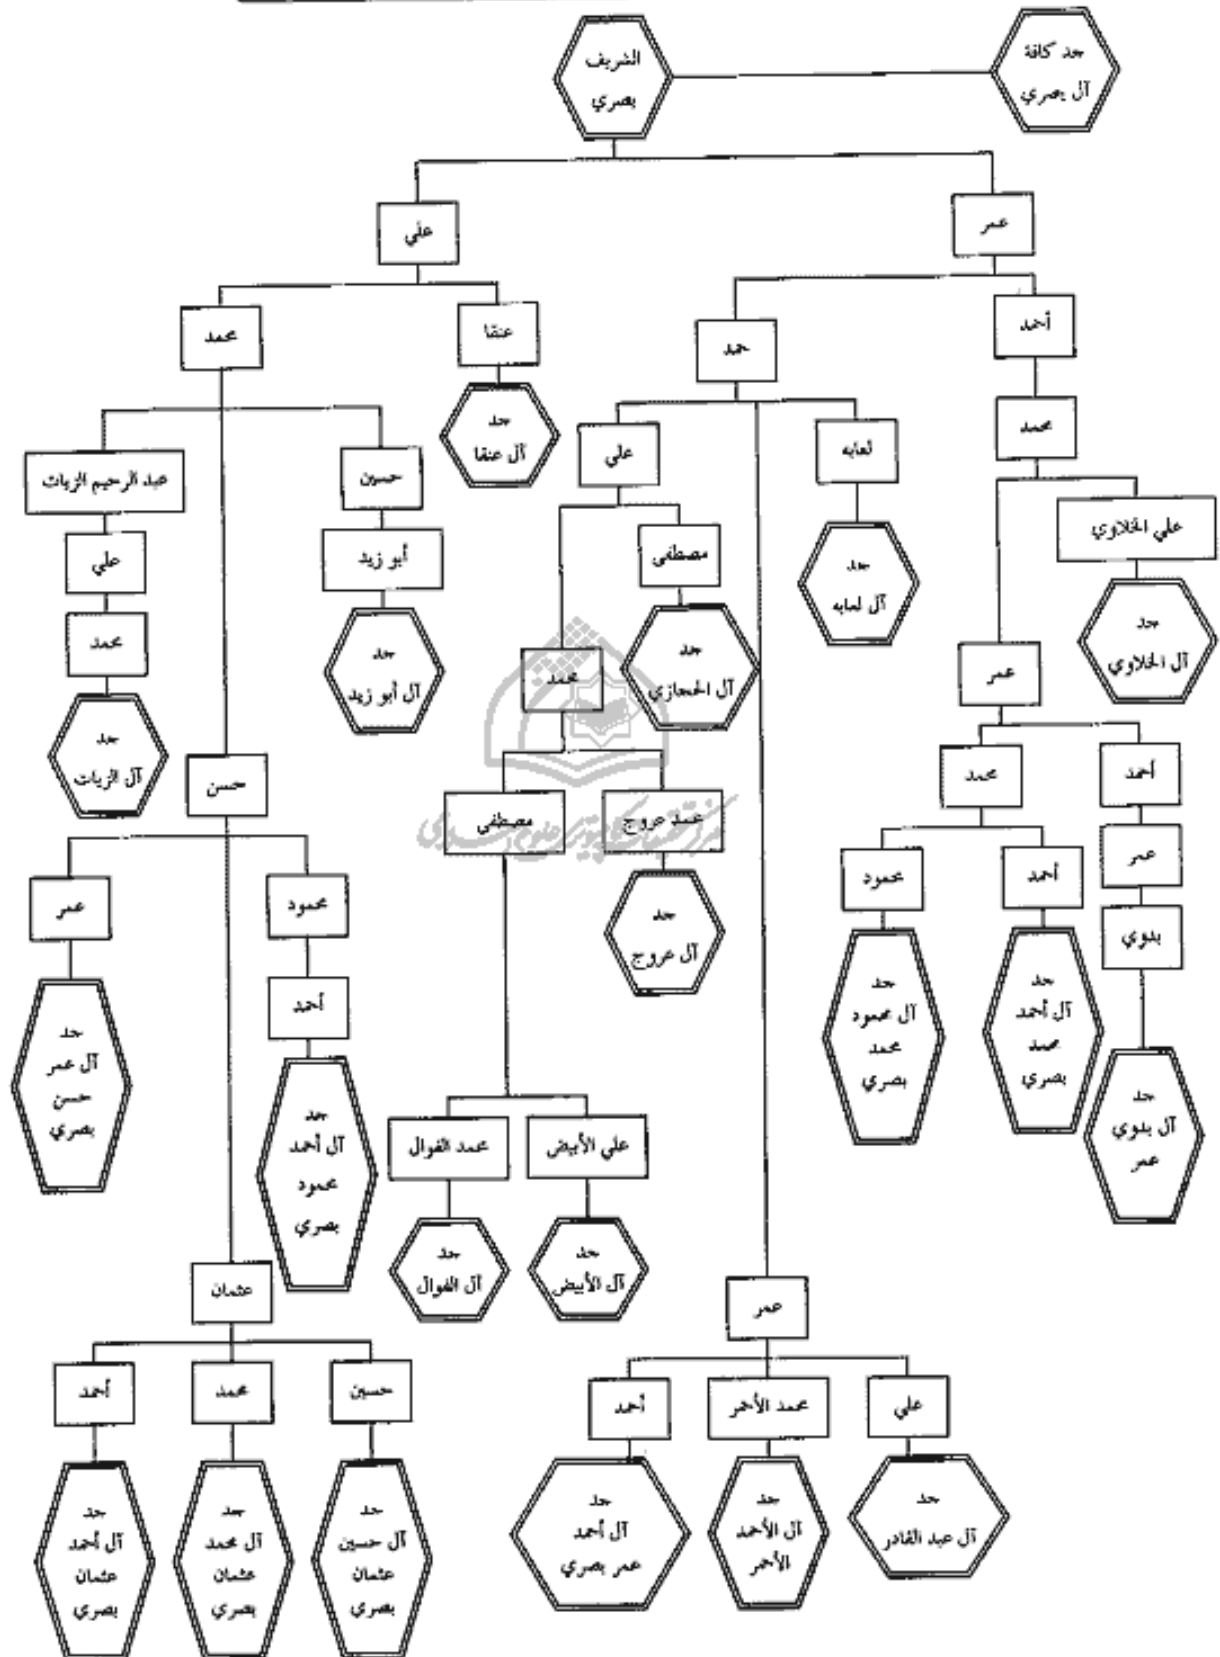 جد كافة
آل بصري
الشريف
بصري
عمر
علي
أحمد
حمد
عنقا
محمد
محمد
جد
آل عنقا
علي
لعابه
علي الخلاوي
حسين
عبد الرحيم الزيات
جد
آل الخلاوي
جد
آل لعابه
مصطفى
أبو زيد
علي
عمر
جد
آل الحجازي
محمد
جد
آل أبو زيد
محمد
أحمد
محمد
محمد عروج
مصطفى
حسن
جد
آل الزيات
عمر
أحمد
محمود
جد
آل عروج
محمود
عمر
بدوي
جد
آل أحمد
محمد
بصري
جد
آل محمود
محمد
بصري
أحمد
جد
آل عمر
حسن
بصري
جد
آل بدوي
عمر
علي الأبيض
محمد الفوال
جد
آل أحمد
محمود
بصري
جد
آل الأبيض
جد
آل الفوال
عمر
عثمان
علي
محمد الأحمر
أحمد
حسين
محمد
أحمد
جد
آل عبد القادر
جد
آل الأحمد
الأحمر
جد
آل أحمد
عمر بصري
جد
آل حسين
عثمان
بصري
جد
آل محمد
عثمان
بصري
جد
آل أحمد
عثمان
بصري